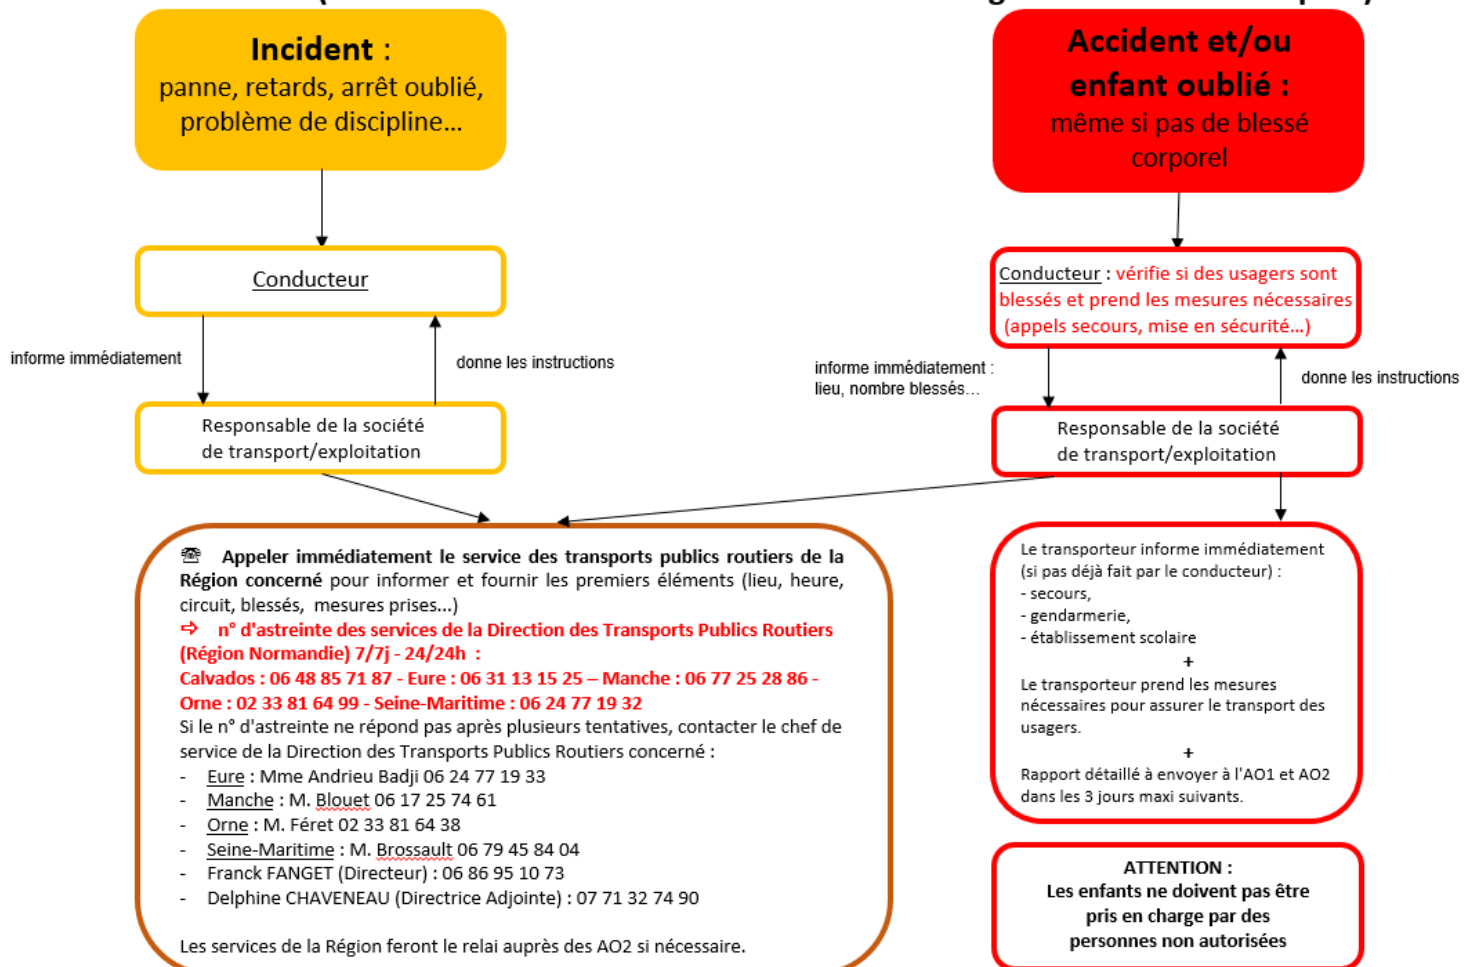 Incident :
panne, retards, arrêt oublié,
problème de discipline...
Conducteur
informe immédiatement
donne les instructions
Responsable de la société
de transport/exploitation
Accident et/ou
enfant oublié :
même si pas de blessé
corporel
Conducteur : vérifie si des usagers sont
blessés et prend les mesures nécessaires
(appels secours, mise en sécurité...)
informe immédiatement :
lieu, nombre blessés...
donne les instructions
Responsable de la société
de transport/exploitation
☎ Appeler immédiatement le service des transports publics routiers de la
Région concerné pour informer et fournir les premiers éléments (lieu, heure,
circuit, blessés, mesures prises...)
⇨ n° d'astreinte des services de la Direction des Transports Publics Routiers
(Région Normandie) 7/7j - 24/24h :
Calvados : 06 48 85 71 87 - Eure : 06 31 13 15 25 – Manche : 06 77 25 28 86 -
Orne : 02 33 81 64 99 - Seine-Maritime : 06 24 77 19 32
Si le n° d'astreinte ne répond pas après plusieurs tentatives, contacter le chef de
service de la Direction des Transports Publics Routiers concerné :
- Eure : Mme Andrieu Badji 06 24 77 19 33
- Manche : M. Blouet 06 17 25 74 61
- Orne : M. Féret 02 33 81 64 38
- Seine-Maritime : M. Brossault 06 79 45 84 04
- Franck FANGET (Directeur) : 06 86 95 10 73
- Delphine CHAVENEAU (Directrice Adjointe) : 07 71 32 74 90
Les services de la Région feront le relai auprès des AO2 si nécessaire.
Le transporteur informe immédiatement
(si pas déjà fait par le conducteur) :
- secours,
- gendarmerie,
- établissement scolaire
+
Le transporteur prend les mesures
nécessaires pour assurer le transport des
usagers.
+
Rapport détaillé à envoyer à l'AO1 et AO2
dans les 3 jours maxi suivants.
ATTENTION :
Les enfants ne doivent pas être
pris en charge par des
personnes non autorisées